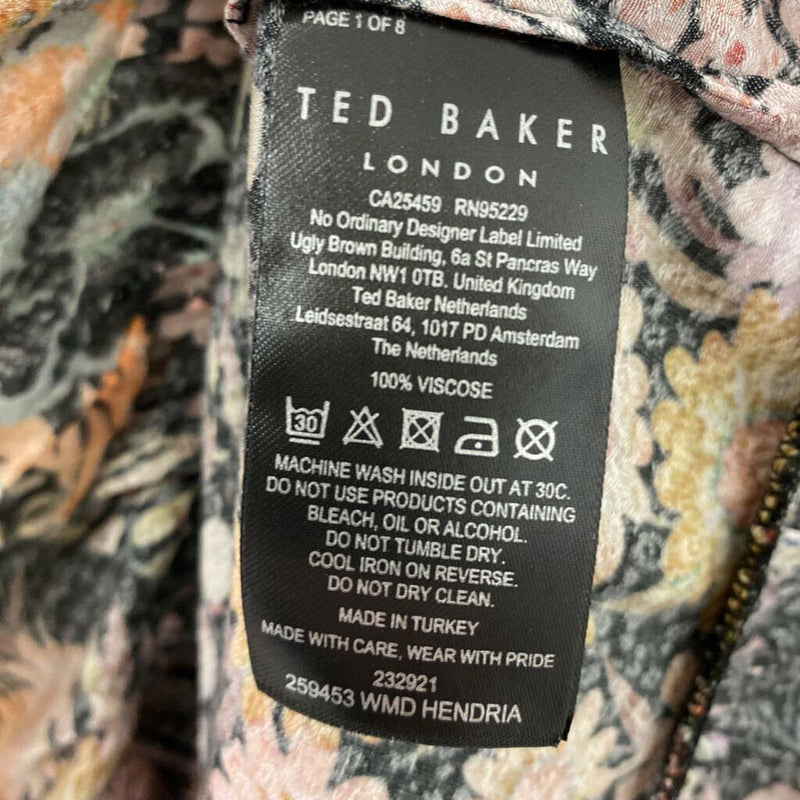 PAGE 1 OF 8
TED BAKER
LONDON
CA25459 RN95229
No Ordinary Designer Label Limited
Ugly Brown Building, 6a St Pancras Way
London NW1 0TB. United Kingdom
Ted Baker Netherlands
Leidsestraat 64, 1017 PD Amsterdam
The Netherlands
100% VISCOSE
30
MACHINE WASH INSIDE OUT AT 30C.
DO NOT USE PRODUCTS CONTAINING
BLEACH, OIL OR ALCOHOL.
DO NOT TUMBLE DRY.
COOL IRON ON REVERSE.
DO NOT DRY CLEAN.
MADE IN TURKEY
MADE WITH CARE, WEAR WITH PRIDE
232921
259453 WMD HENDRIA